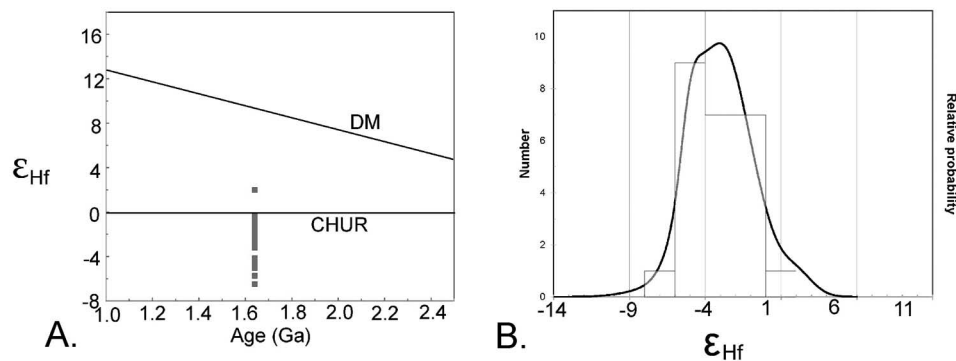 A.
16
12
8
4
0
-4
-8
εHf
DM
CHUR
1.0 1.2 1.4 1.6 1.8 2.0 2.2 2.4
Age (Ga)
B.
10
8
6
4
2
0
Number
Relative probability
-14 -9 -4 1 6 11
εHf